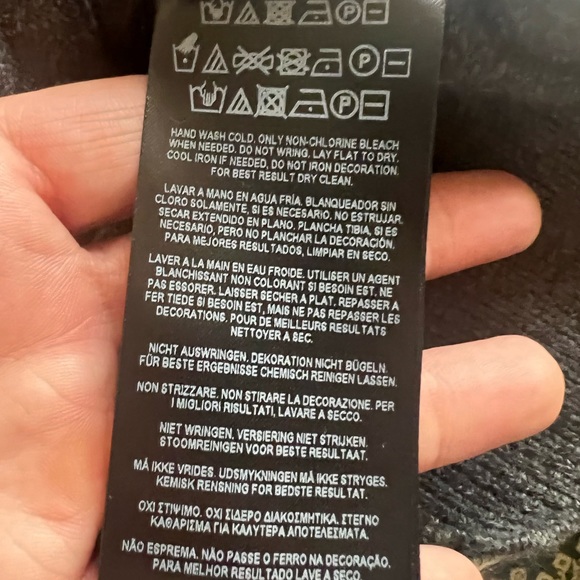 HAND WASH COLD, ONLY NON-CHLORINE BLEACH
WHEN NEEDED. DO NOT WRING. LAY FLAT TO DRY.
COOL IRON IF NEEDED, DO NOT IRON DECORATION.
FOR BEST RESULT DRY CLEAN.
LAVAR A MANO EN AGUA FRÍA. BLANQUEADOR SIN
CLORO SOLAMENTE, SI ES NECESARIO. NO ESTRUJAR.
SECAR EXTENDIDO EN PLANO. PLANCHA TIBIA, SI ES
NECESARIO, PERO NO PLANCHAR LA DECORACIÓN.
PARA MEJORES RESULTADOS, LIMPIAR EN SECO.
LAVER A LA MAIN EN EAU FROIDE. UTILISER UN AGENT
BLANCHISSANT NON COLORANT SI BESOIN EST, NE
PAS ESSORER. LAISSER SECHER A PLAT. REPASSER A
FER TIEDE SI BESOIN EST, MAIS NE PAS REPASSER LES
DECORATIONS. POUR DE MEILLEURS RESULTATS
NETTOYER A SEC.
NICHT AUSWRINGEN. DEKORATION NICHT BÜGELN.
FÜR BESTE ERGEBNISSE CHEMISCH REINIGEN LASSEN.
NON STRIZZARE. NON STIRARE LA DECORAZIONE. PER
I MIGLIORI RISULTATI, LAVARE A SECCO.
NIET WRINGEN. VERSIERING NIET STRIJKEN.
STOOMREINIGEN VOOR BESTE RESULTAAT.
MÅ IKKE VRIDES. UDSMYKNINGEN MÅ IKKE STRYGES.
KEMISK RENSNING FOR BEDSTE RESULTAT.
ΟΧΙ ΣΤΙΨΙΜΟ. ΟΧΙ ΣΙΔΕΡΟ ΔΙΑΚΟΣΜΗΤΙΚΑ. ΣΤΕΓΝΟ
ΚΑΘΑΡΙΣΜΑ ΓΙΑ ΚΑΛΥΤΕΡΑ ΑΠΟΤΕΛΕΣΜΑΤΑ.
NÃO ESPREMA. NÃO PASSE O FERRO NA DECORAÇÃO.
PARA MELHOR RESULTADO LAVE A SECO.